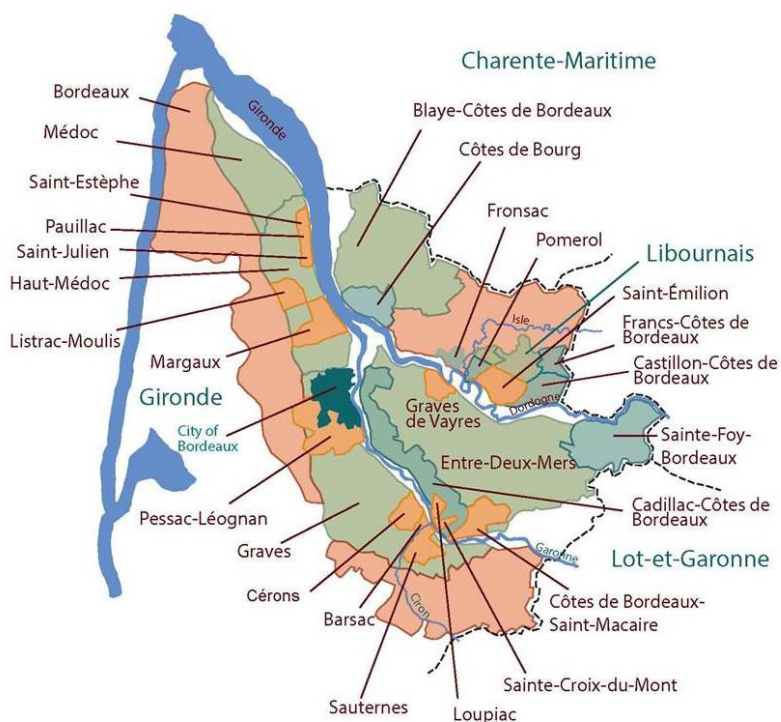 Charente-Maritime
Bordeaux
Gironde
Blaye-Côtes de Bordeaux
Médoc
Côtes de Bourg
Saint-Estèphe
Fronsac
Pauillac
Pomerol
Saint-Julien
Libournais
Haut-Médoc
Saint-Émilion
Isle
Francs-Côtes de
Bordeaux
Listrac-Moulis
Margaux
Castillon-Côtes de
Bordeaux
Gironde
Graves
de Vayres
Dordogne
City of
Bordeaux
Sainte-Foy-
Bordeaux
Entre-Deux-Mers
Pessac-Léognan
Cadillac-Côtes de
Bordeaux
Graves
Garonne
Lot-et-Garonne
Cérons
Ciron
Barsac
Côtes de Bordeaux-
Saint-Macaire
Sainte-Croix-du-Mont
Sauternes
Loupiac